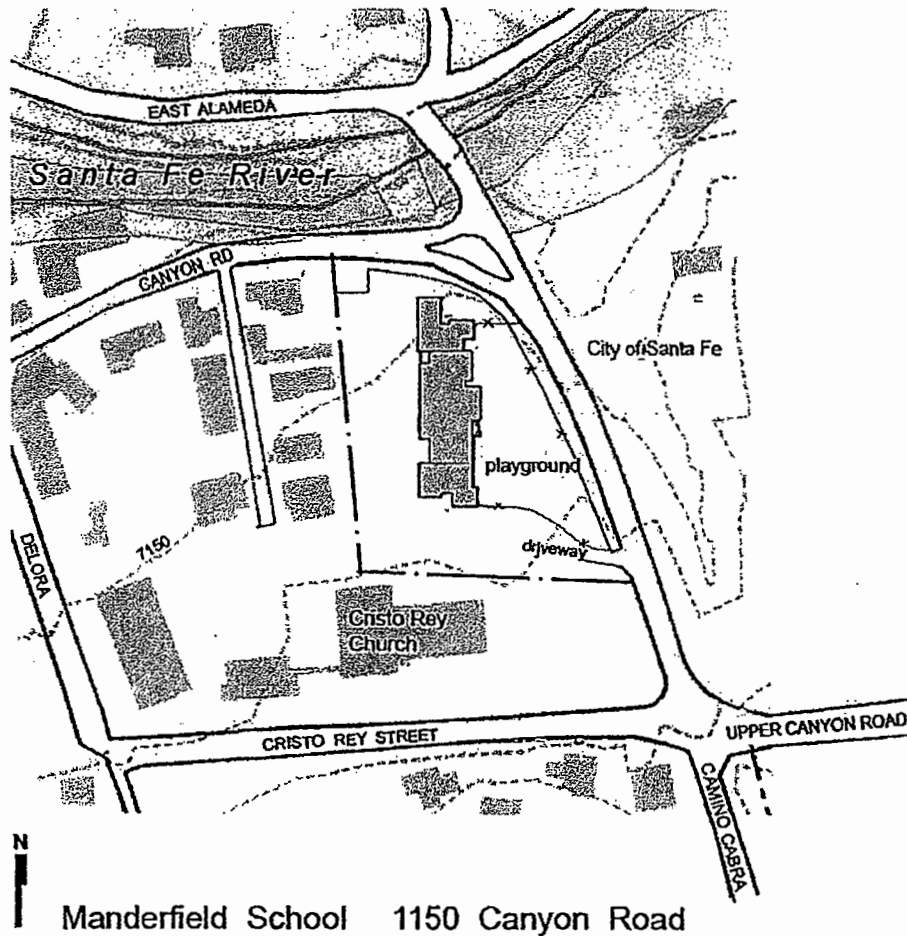 EAST ALAMEDA
Santa Fe River
CANYON RD
City of Santa Fe
playground
driveway
7150
DELORA
Cristo Rey
Church
CRISTO REY STREET
UPPER CANYON ROAD
CAMINO CABRA
N
Manderfield School 1150 Canyon Road